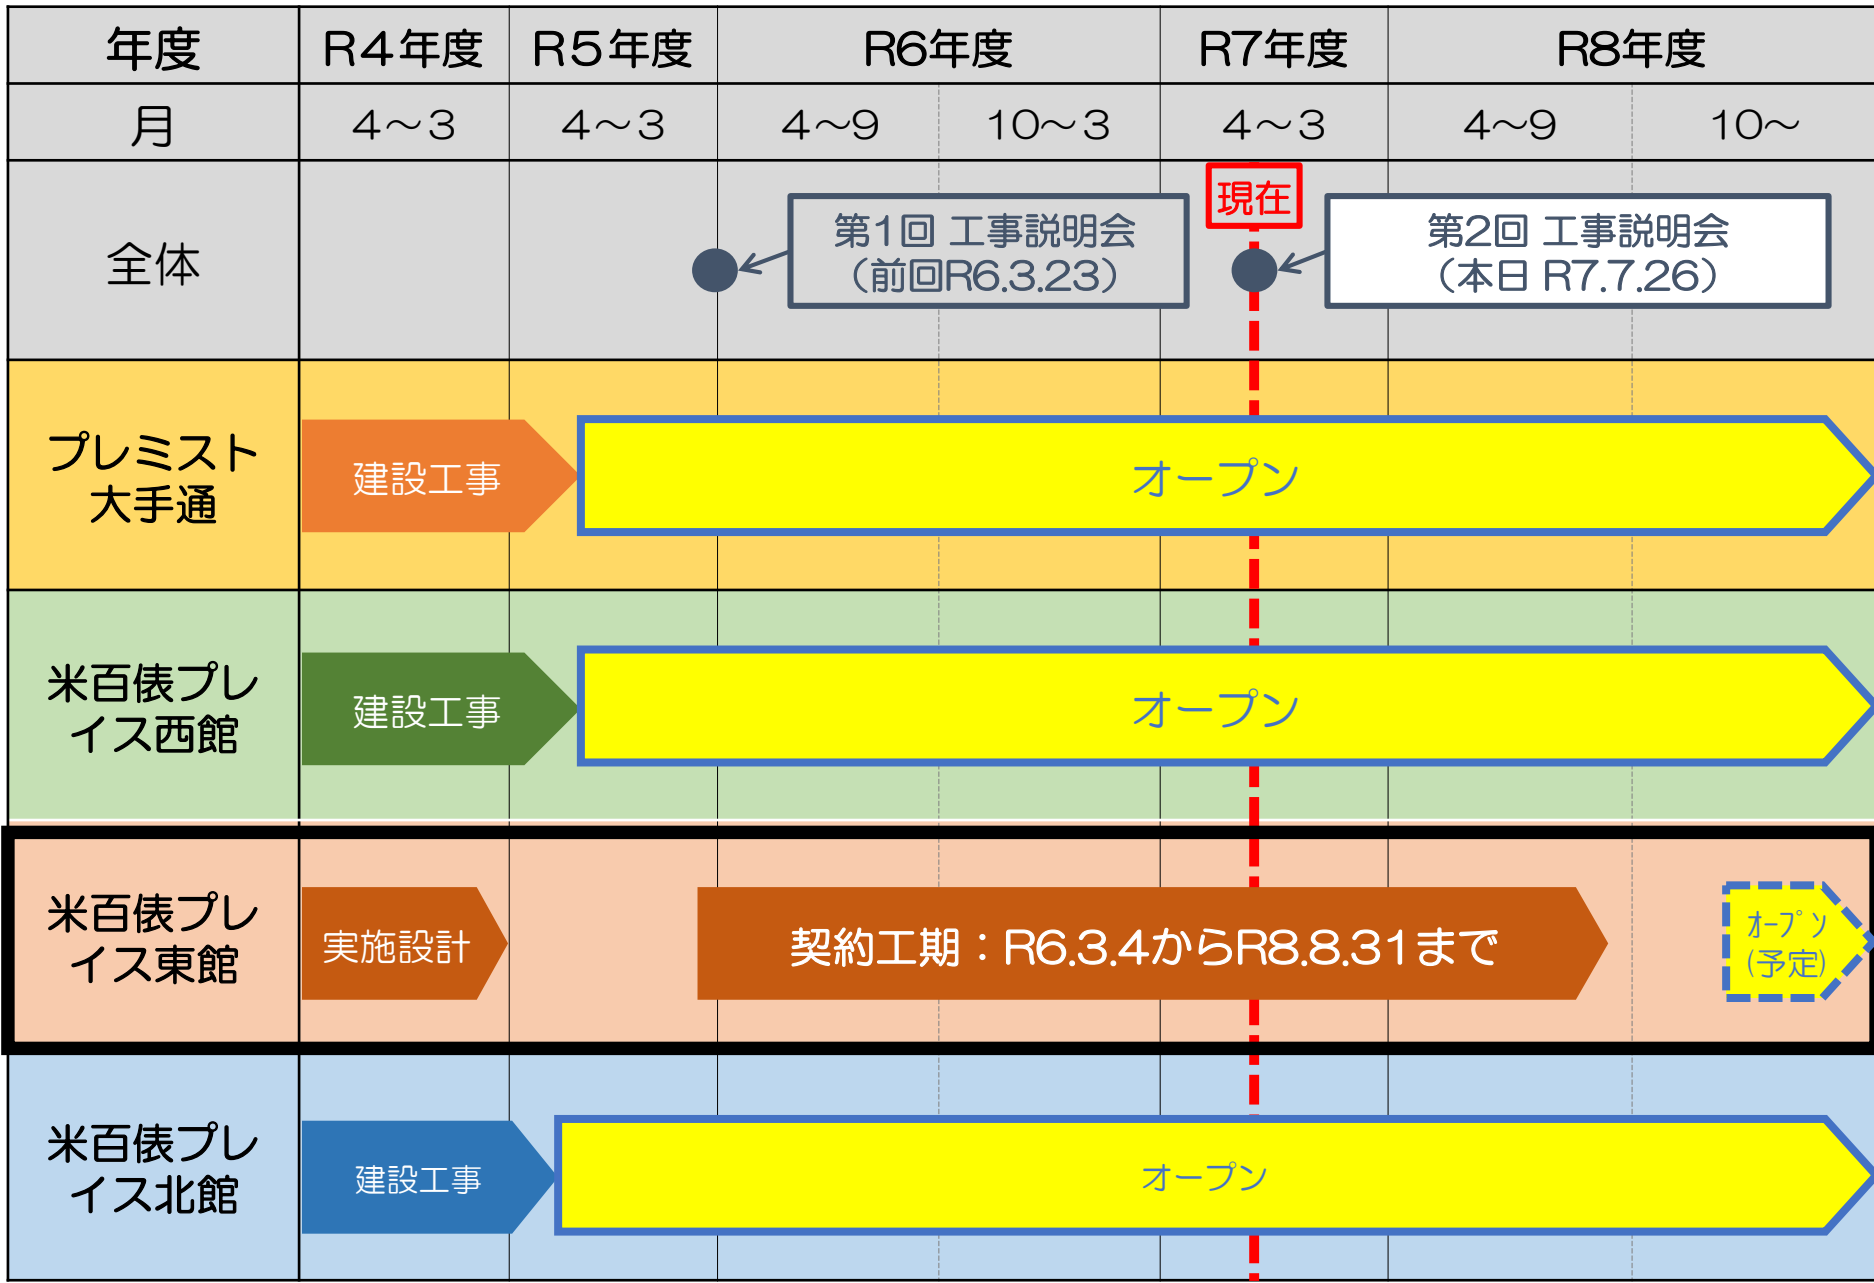 年度 R4年度 R5年度 R6年度 R7年度 R8年度
月 4～3 4～3 4～9 10～3 4～3 4～9 10～
現在
全体
第1回 工事説明会
（前回R6.3.23）
第2回 工事説明会
（本日 R7.7.26）
プレミスト
大手通
建設工事
オープン
米百俵プレ
イス西館
建設工事
オープン
米百俵プレ
イス東館
実施設計
契約工期：R6.3.4からR8.8.31まで
ｵｰﾌﾟﾝ
(予定)
米百俵プレ
イス北館
建設工事
オープン